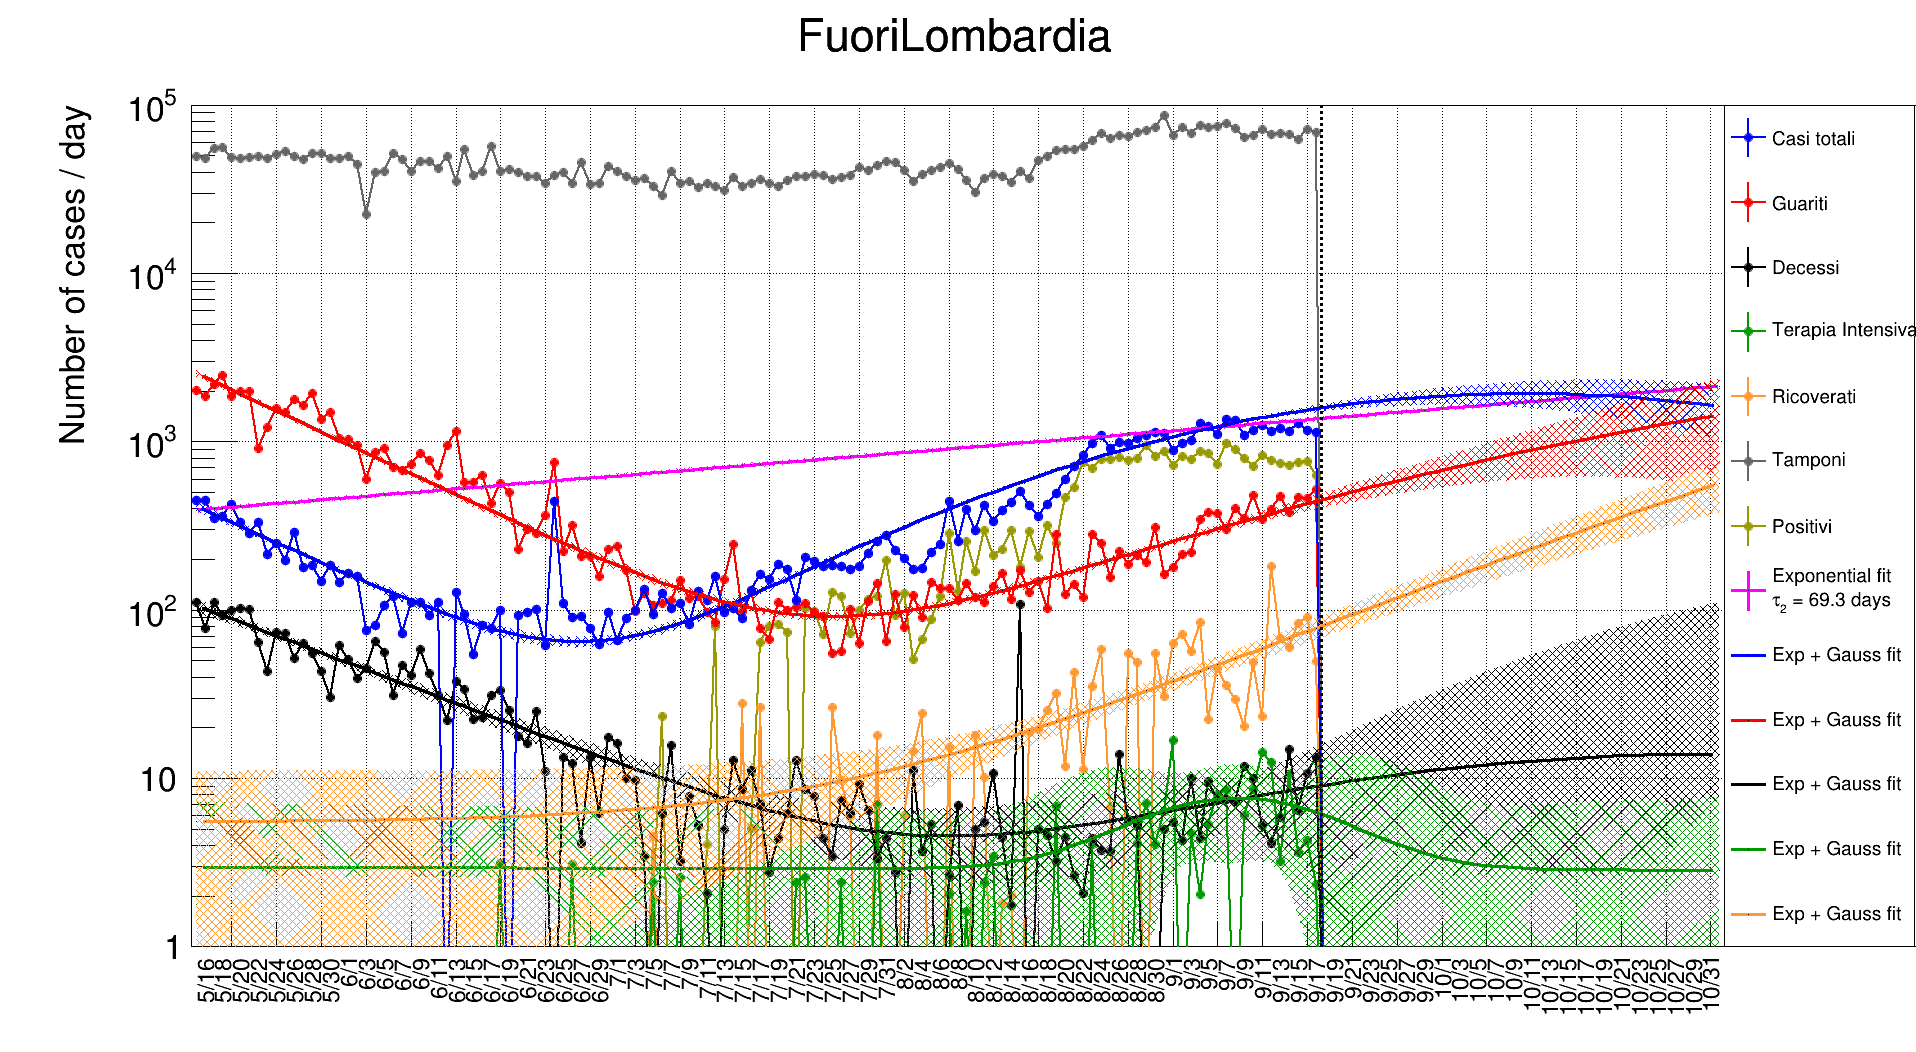 FuoriLombardia
Number of cases / day
10^5
10^4
10^3
10^2
10
1
5/16 5/18 5/20 5/22 5/24 5/26 5/28 5/30 6/1 6/3 6/5 6/7 6/9 6/11 6/13 6/15 6/17 6/19 6/21 6/23 6/25 6/27 6/29 7/1 7/3 7/5 7/7 7/9 7/11 7/13 7/15 7/17 7/19 7/21 7/23 7/25 7/27 7/29 7/31 8/2 8/4 8/6 8/8 8/10 8/12 8/14 8/16 8/18 8/20 8/22 8/24 8/26 8/28 8/30 9/1 9/3 9/5 9/7 9/9 9/11 9/13 9/15 9/17 9/19 9/21 9/23 9/25 9/27 9/29 10/1 10/3 10/5 10/7 10/9 10/11 10/13 10/15 10/17 10/19 10/21 10/23 10/25 10/27 10/29 10/31
Casi totali
Guariti
Decessi
Terapia Intensiva
Ricoverati
Tamponi
Positivi
Exponential fit
τ₂ = 69.3 days
Exp + Gauss fit
Exp + Gauss fit
Exp + Gauss fit
Exp + Gauss fit
Exp + Gauss fit